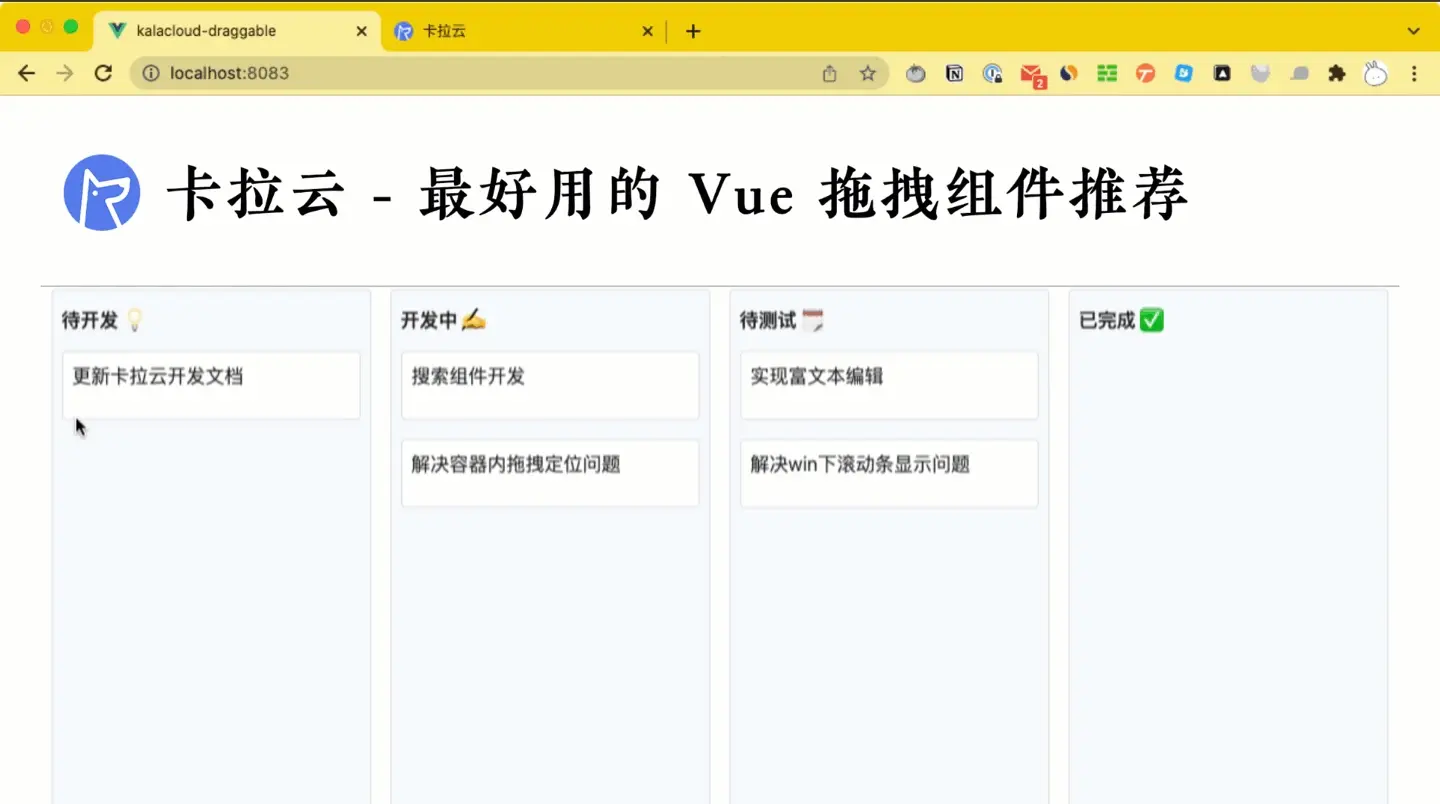 kalacloud-draggable
卡拉云
localhost:8083
2
卡拉云 - 最好用的 Vue 拖拽组件推荐
待开发💡
更新卡拉云开发文档
开发中✍️
搜索组件开发
解决容器内拖拽定位问题
待测试🗒️
实现富文本编辑
解决win下滚动条显示问题
已完成✅